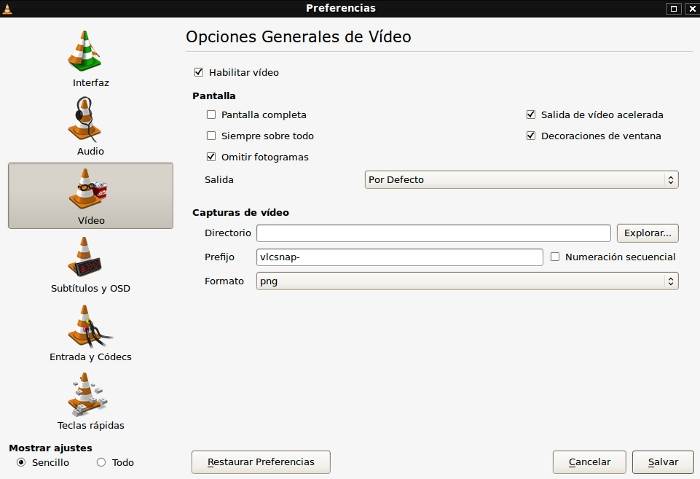 Preferencias
Interfaz
Audio
Vídeo
Subtítulos y OSD
Entrada y Códecs
Teclas rápidas
Mostrar ajustes
Sencillo Todo
Opciones Generales de Vídeo
Habilitar vídeo
Pantalla
Pantalla completa Salida de vídeo acelerada
Siempre sobre todo Decoraciones de ventana
Omitir fotogramas
Salida Por Defecto
Capturas de vídeo
Directorio Explorar...
Prefijo vlcsnap- Numeración secuencial
Formato png
Restaurar Preferencias Cancelar Salvar